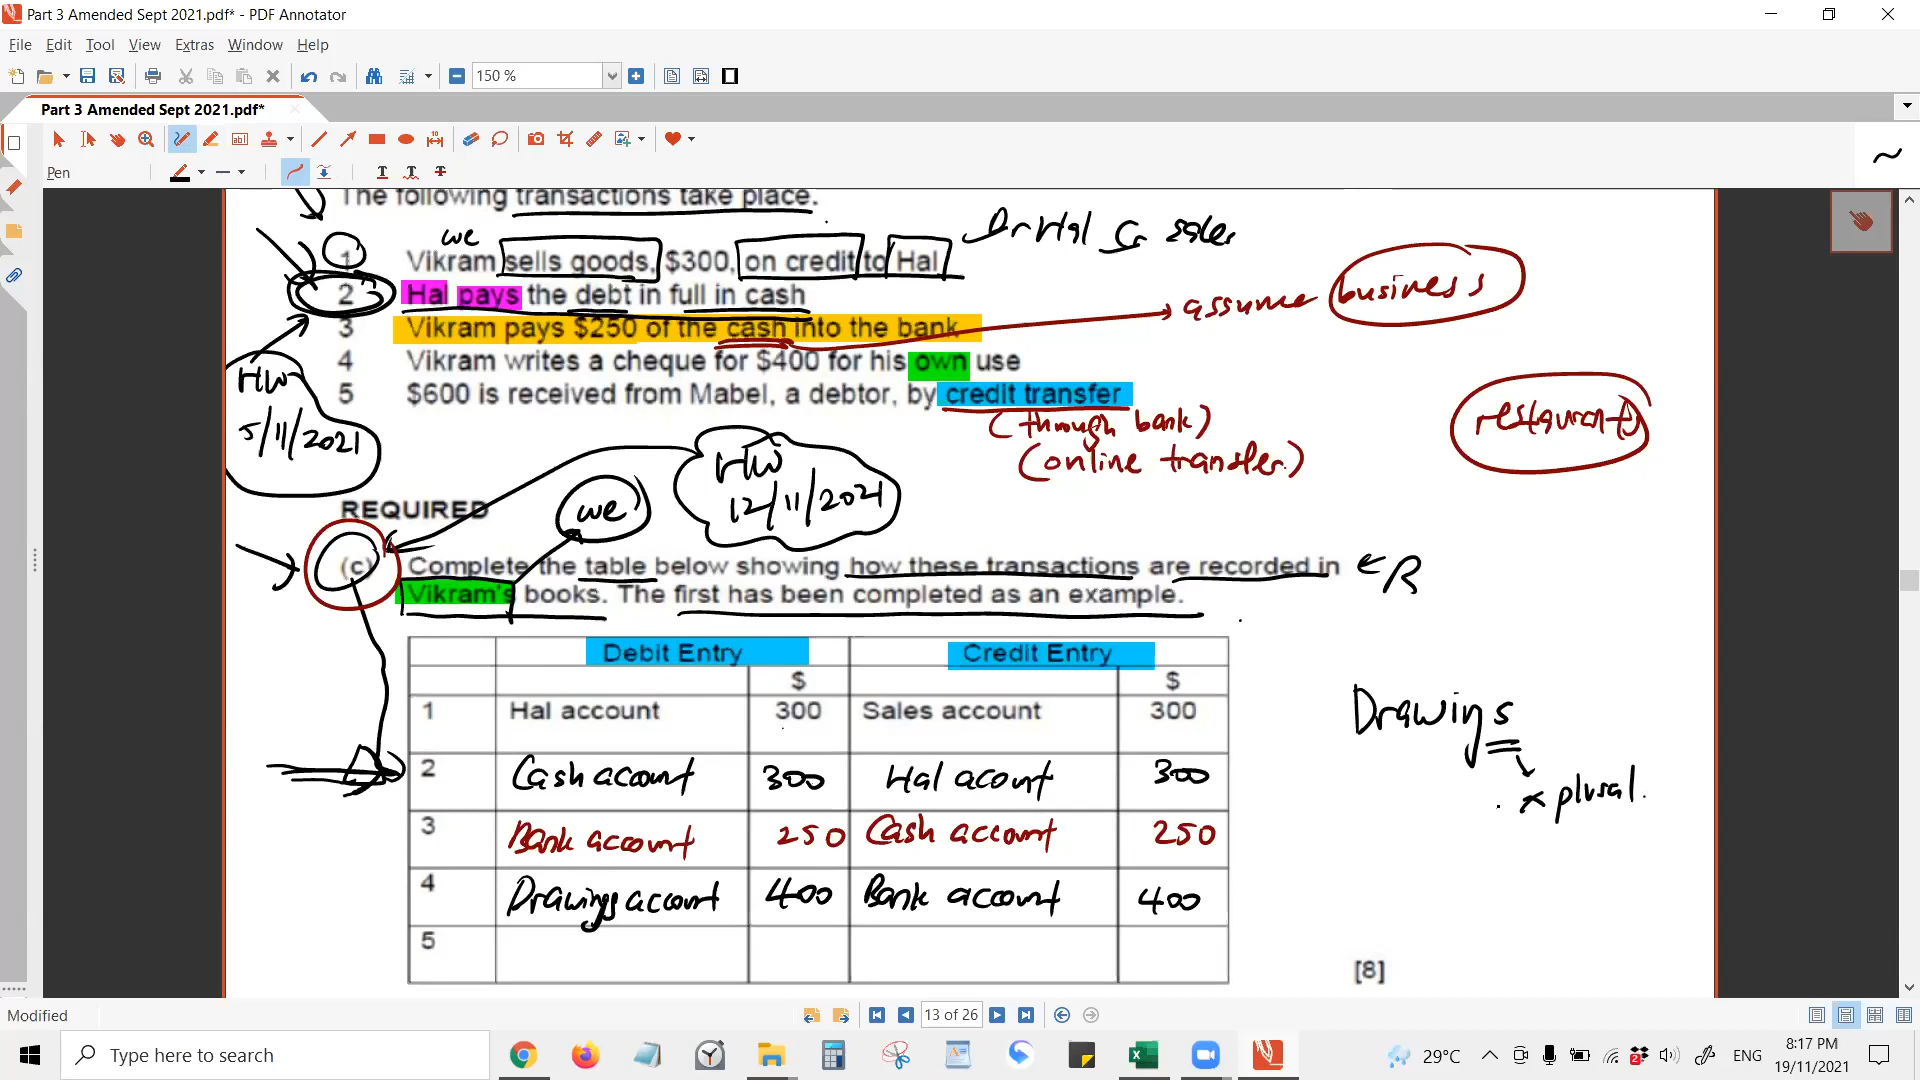 Part 3 Amended Sept 2021.pdf* - PDF Annotator
File Edit Tool View Extras Window Help
150 %
Part 3 Amended Sept 2021.pdf*
Pen
The following transactions take place.
we
Dr Hal Cr sales
1 Vikram sells goods, $300, on credit to Hal
2 Hal pays the debt in full in cash
assume business
3 Vikram pays $250 of the cash into the bank
4 Vikram writes a cheque for $400 for his own use
5 $600 is received from Mabel, a debtor, by credit transfer
HW
5/11/2021
restaurants
(through bank)
(online transfer)
HW
12/11/2021
we
REQUIRED
(c) Complete the table below showing how these transactions are recorded in
Vikram's books. The first has been completed as an example.
Debit Entry Credit Entry
$ $
1 Hal account 300 Sales account 300
Drawings
2 Cash acount 300 Hal acount 300
x plural.
3 Bank account 250 Cash account 250
4 Drawings account 400 Bank account 400
5
[8]
Modified
13 of 26
Type here to search
29°C
ENG
8:17 PM
19/11/2021